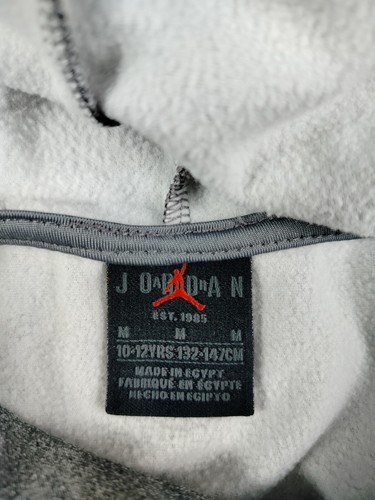 JORDAN
EST. 1985
M M M
10-12YRS 132-147CM
MADE IN EGYPT
FABRIQUÉ EN ÉGYPTE
HECHO EN EGIPTO